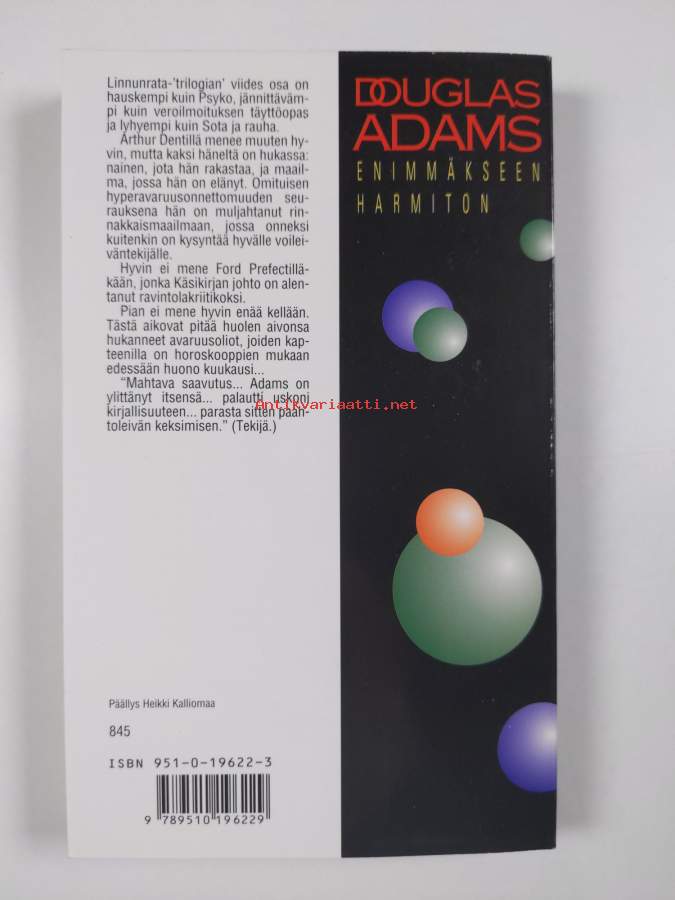 Linnunrata-'trilogian' viides osa on
hauskempi kuin Psyko, jännittäväm-
pi kuin veroilmoituksen täyttöopas
ja lyhyempi kuin Sota ja rauha.
Arthur Dentillä menee muuten hy-
vin, mutta kaksi häneltä on hukassa:
nainen, jota hän rakastaa, ja maail-
ma, jossa hän on elänyt. Omituisen
hyperavaruusonnettomuuden seu-
rauksena hän on muljahtanut rin-
nakkaismaailmaan, jossa onneksi
kuitenkin on kysyntää hyvälle voilei-
väntekijälle.
Hyvin ei mene Ford Prefectillä-
kään, jonka Käsikirjan johto on alen-
tanut ravintolakriitikoksi.
Pian ei mene hyvin enää kellään.
Tästä aikovat pitää huolen aivonsa
hukanneet avaruusoliot, joiden kap-
teenilla on horoskooppien mukaan
edessään huono kuukausi...
"Mahtava saavutus... Adams on
ylittänyt itsensä... palautti uskoni
kirjallisuuteen... parasta sitten paah-
toleivän keksimisen." (Tekijä.)
Päällys Heikki Kalliomaa
845
ISBN 951-0-19622-3
9 789510 196229
DOUGLAS
ADAMS
ENIMMÄKSEEN
HARMITON
Antikvariaatti.net